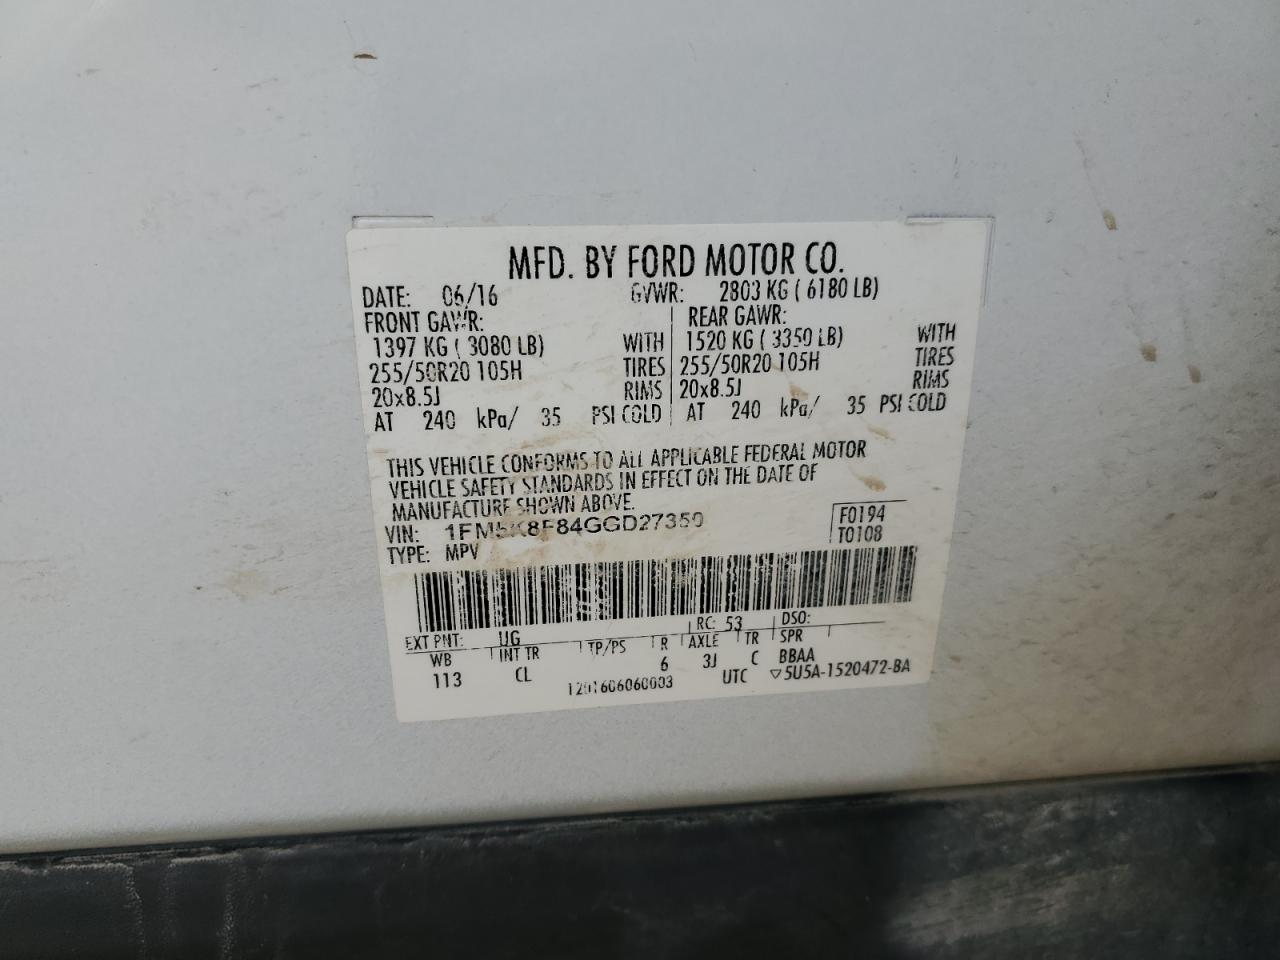 MFD. BY FORD MOTOR CO.
DATE: 06/16 GVWR: 2803 KG ( 6180 LB)
FRONT GAWR: REAR GAWR:
1397 KG ( 3080 LB) WITH 1520 KG ( 3350 LB) WITH
255/50R20 105H TIRES 255/50R20 105H TIRES
20x8.5J RIMS 20x8.5J RIMS
AT 240 kPa/ 35 PSI COLD AT 240 kPa/ 35 PSI COLD
THIS VEHICLE CONFORMS TO ALL APPLICABLE FEDERAL MOTOR
VEHICLE SAFETY STANDARDS IN EFFECT ON THE DATE OF
MANUFACTURE SHOWN ABOVE.
VIN: 1FM5K8F84GGD27350 F0194
TYPE: MPV T0108
EXT PNT: UG RC: 53 DSO:
WB INT TR TP/PS R AXLE TR SPR
113 CL 6 3J C BBAA
1201606060003 UTC ▽5U5A-1520472-BA